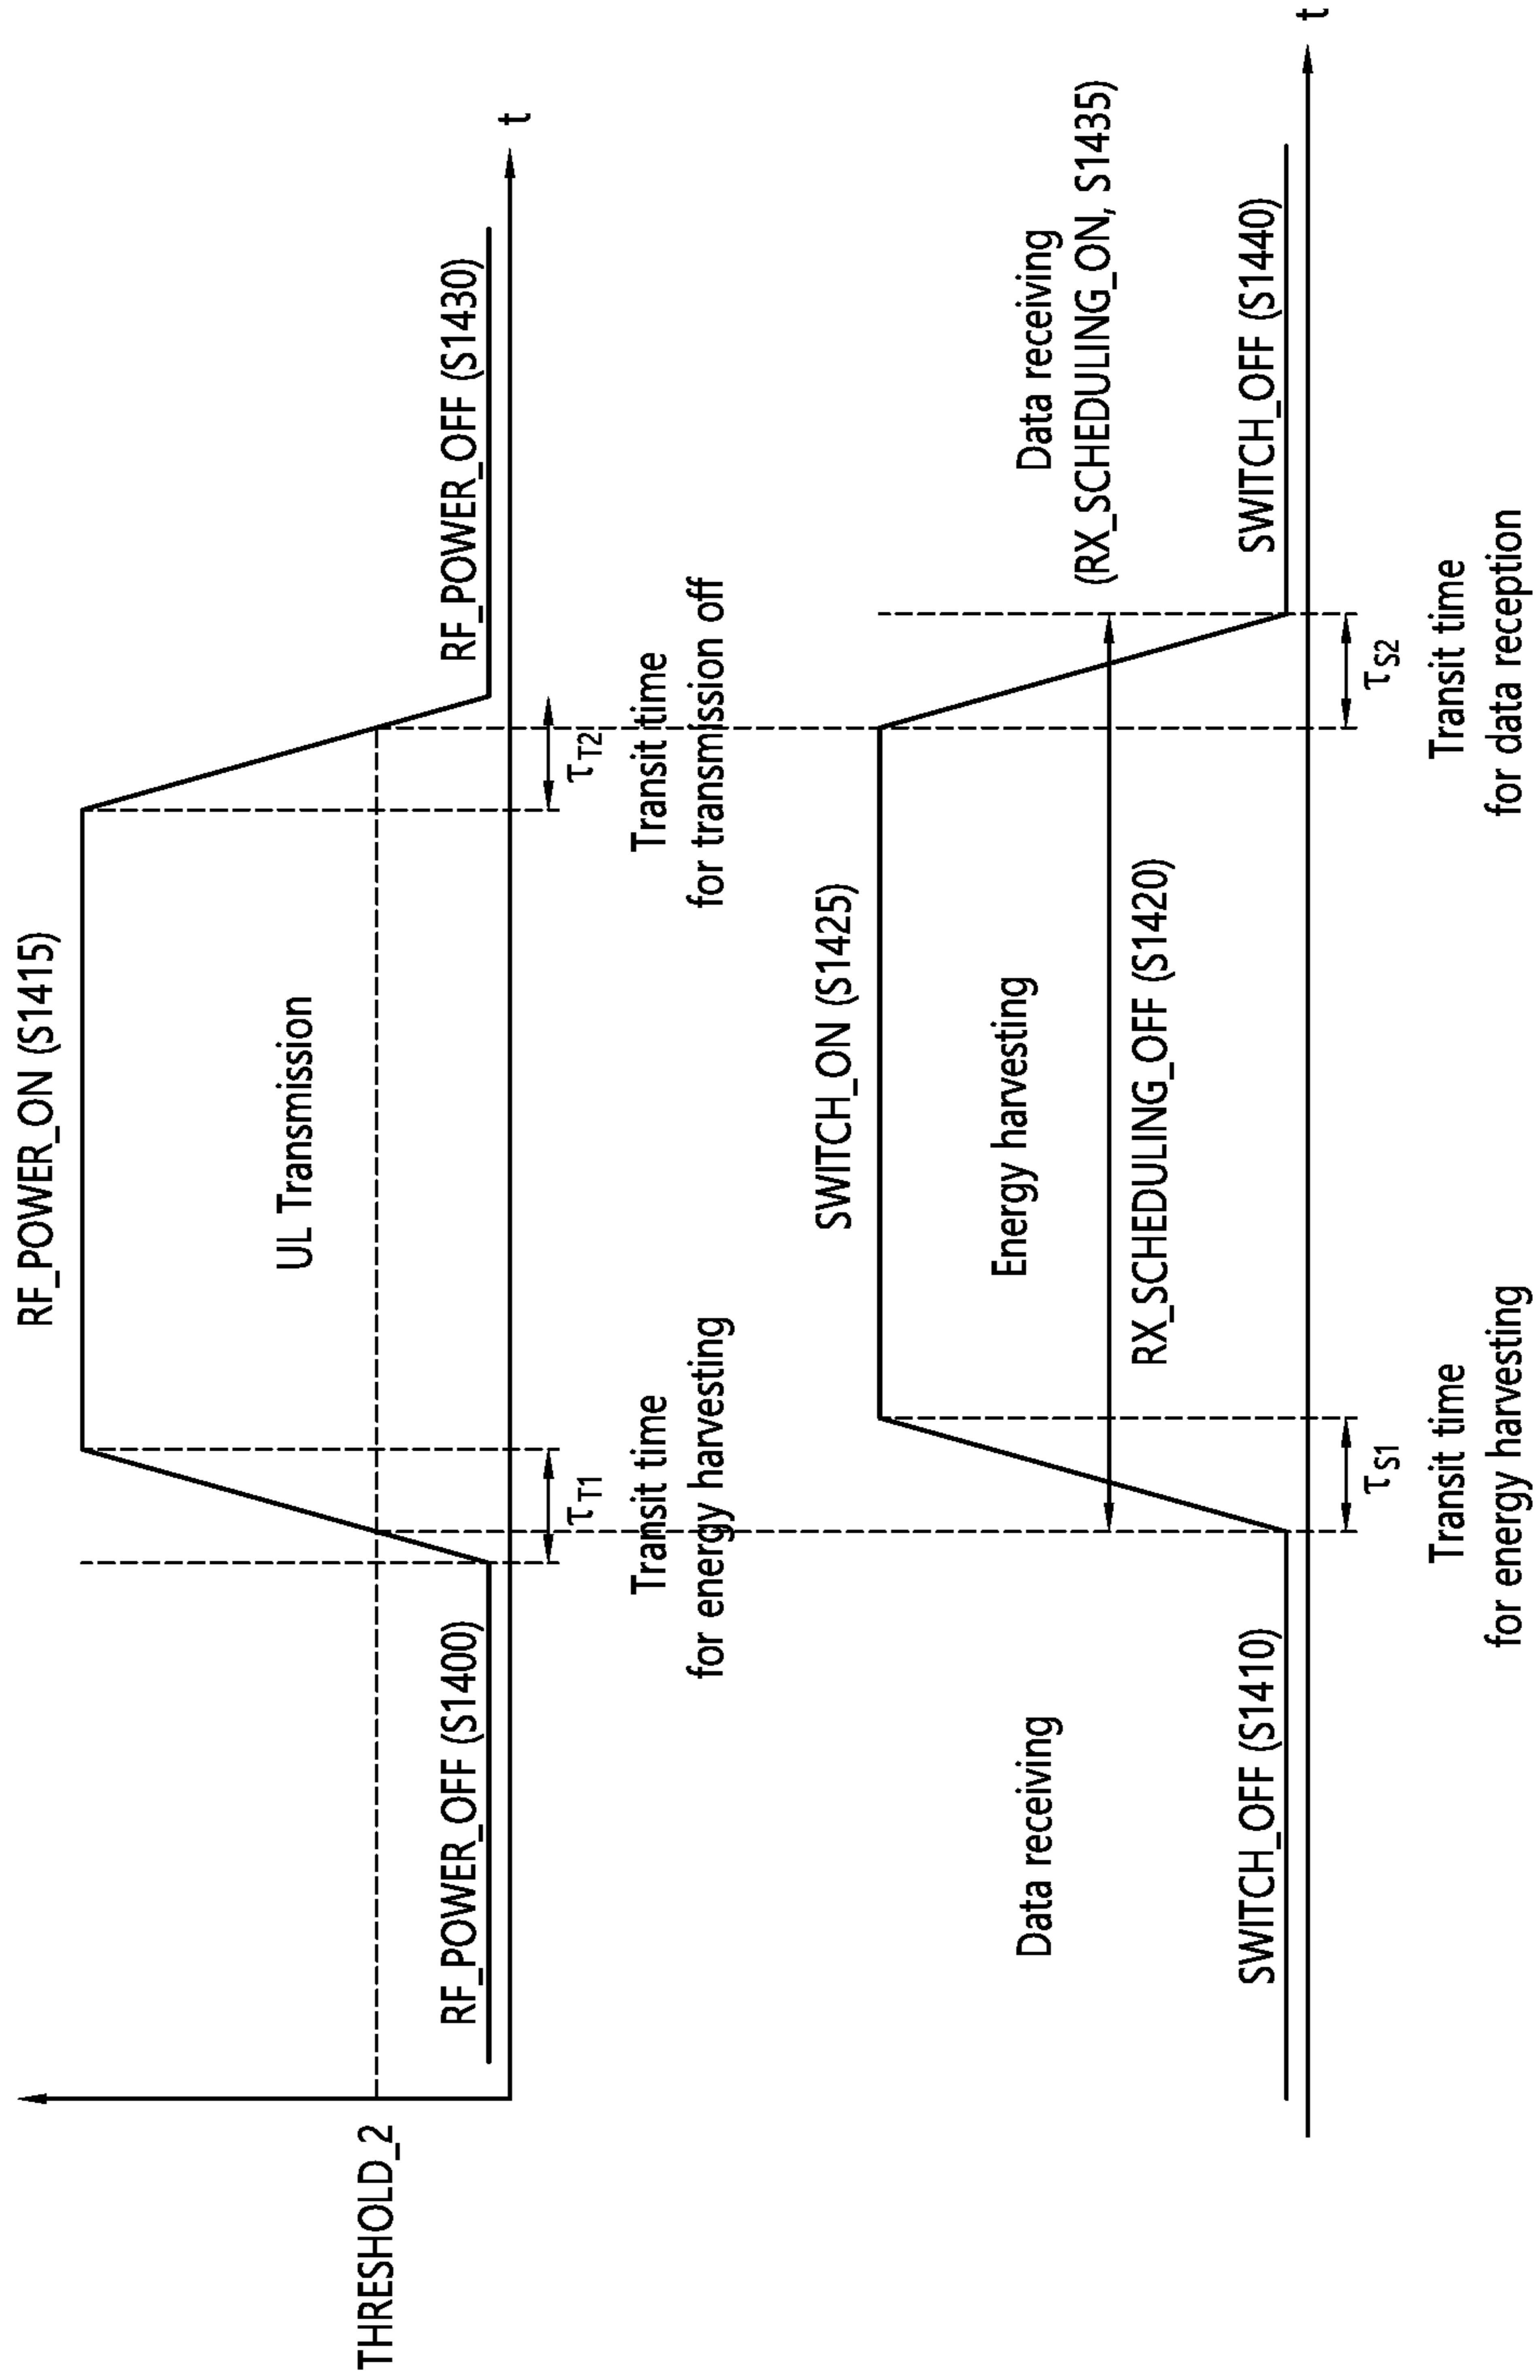 RF_POWER_ON (S1415)
UL Transmission
THRESHOLD_2
RF_POWER_OFF (S1400)
RF_POWER_OFF (S1430)
t
τT1
τT2
Transit time
for energy harvesting
Transit time
for transmission off
SWITCH_ON (S1425)
Data receiving
Energy harvesting
Data receiving
(RX_SCHEDULING_ON, S1435)
RX_SCHEDULING_OFF (S1420)
SWITCH_OFF (S1410)
SWITCH_OFF (S1440)
t
τS1
τS2
Transit time
for energy harvesting
Transit time
for data reception